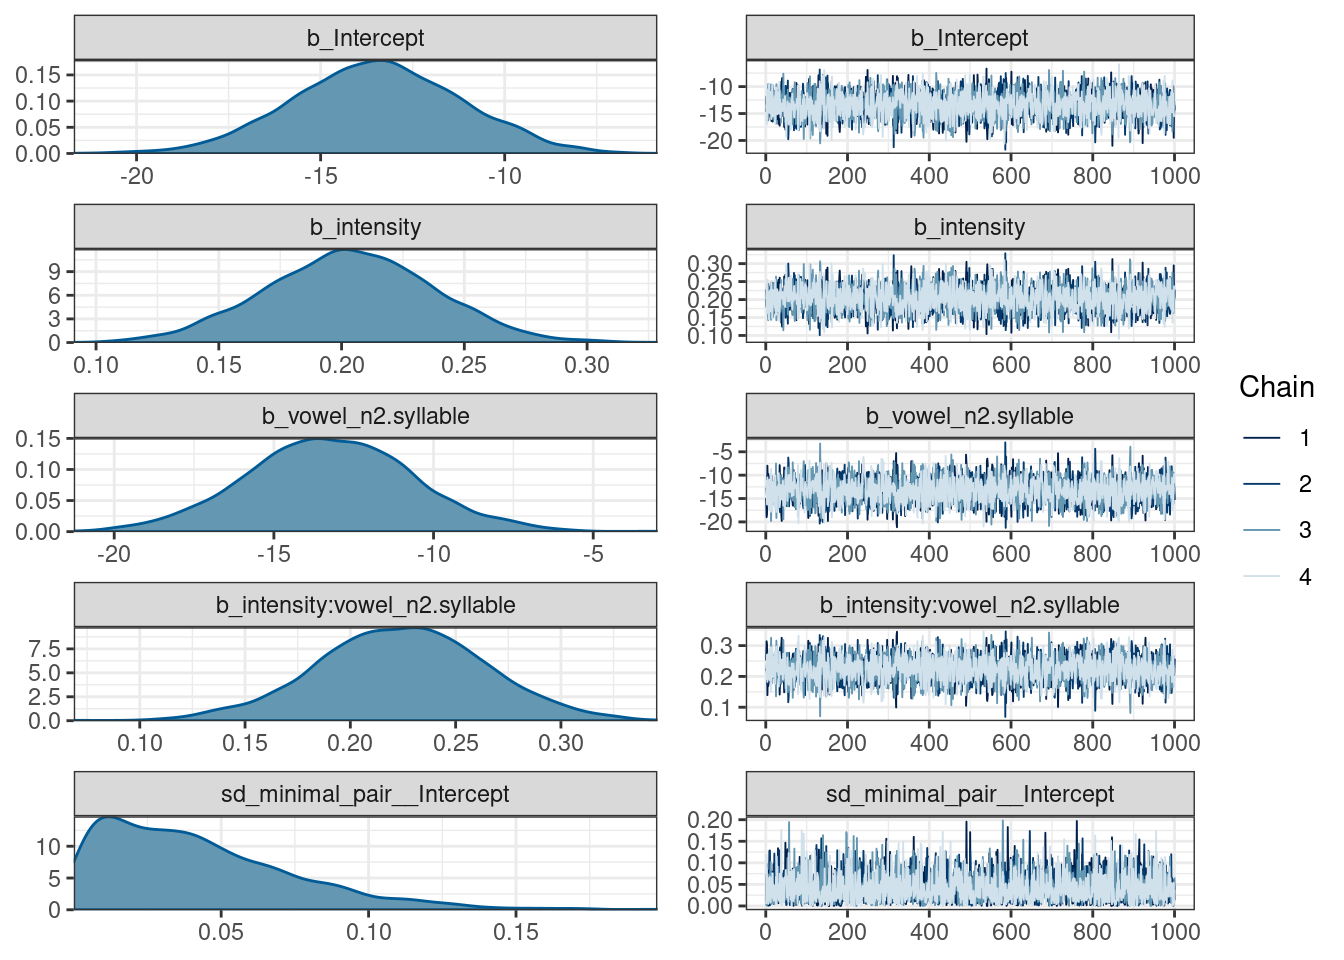 b_Intercept
0.15
0.10
0.05
0.00
-20 -15 -10
b_Intercept
-10
-15
-20
0 200 400 600 800 1000
b_intensity
9
6
3
0
0.10 0.15 0.20 0.25 0.30
b_intensity
0.30
0.25
0.20
0.15
0.10
0 200 400 600 800 1000
b_vowel_n2.syllable
0.15
0.10
0.05
0.00
-20 -15 -10 -5
b_vowel_n2.syllable
-5
-10
-15
-20
0 200 400 600 800 1000
b_intensity:vowel_n2.syllable
7.5
5.0
2.5
0.0
0.10 0.15 0.20 0.25 0.30
b_intensity:vowel_n2.syllable
0.3
0.2
0.1
0 200 400 600 800 1000
sd_minimal_pair__Intercept
10
5
0
0.05 0.10 0.15
sd_minimal_pair__Intercept
0.20
0.15
0.10
0.05
0.00
0 200 400 600 800 1000
Chain
1
2
3
4